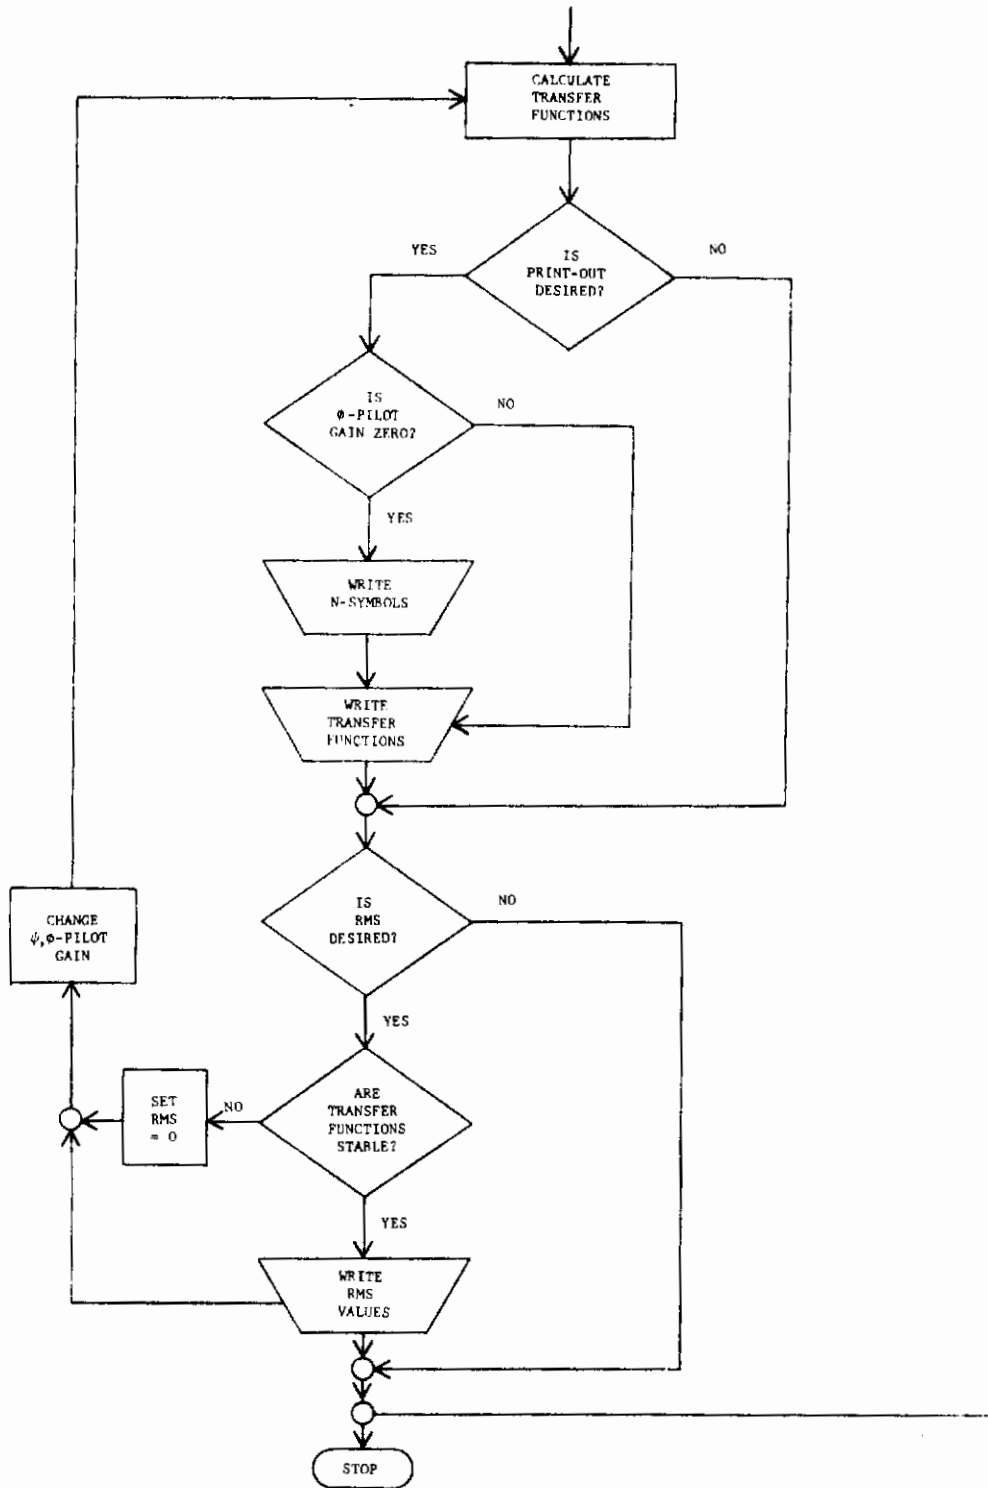 CALCULATE
TRANSFER
FUNCTIONS
YES
IS
PRINT-OUT
DESIRED?
NO
IS
ø-PILOT
GAIN ZERO?
NO
YES
WRITE
N-SYMBOLS
WRITE
TRANSFER
FUNCTIONS
IS
RMS
DESIRED?
NO
CHANGE
ψ,ø-PILOT
GAIN
YES
SET
RMS
= 0
NO
ARE
TRANSFER
FUNCTIONS
STABLE?
YES
WRITE
RMS
VALUES
STOP